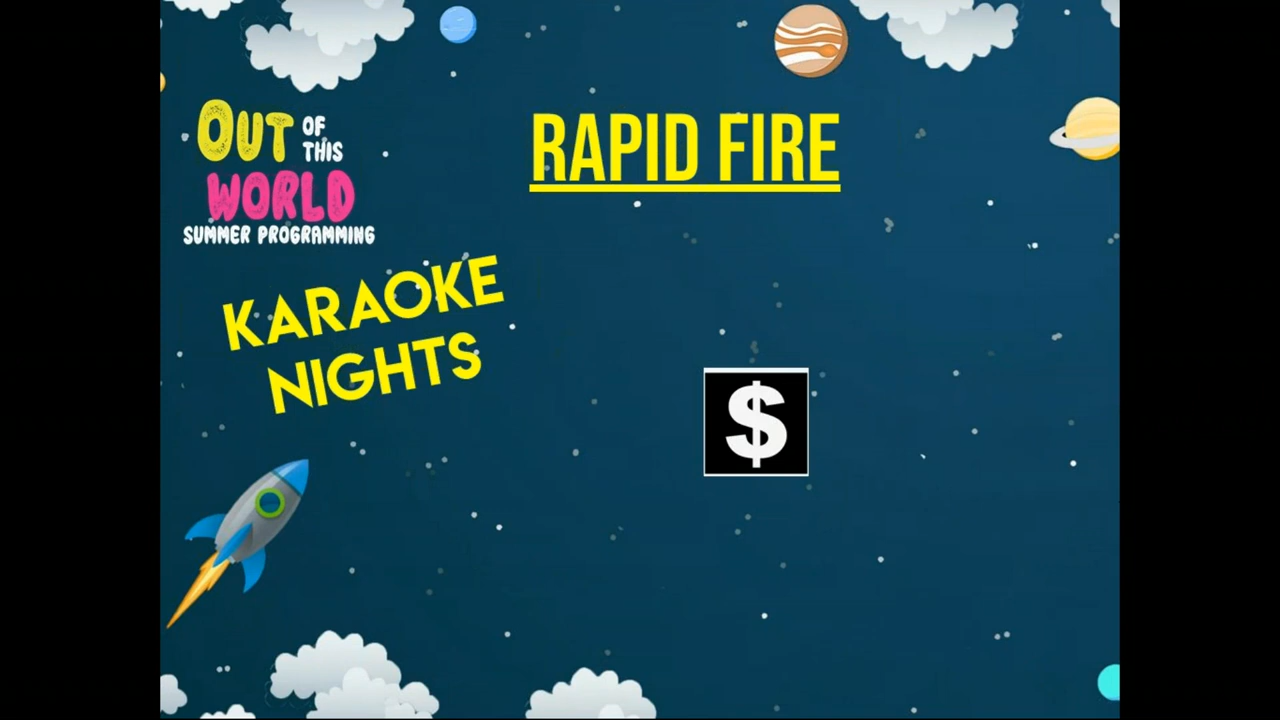 OUT OF THIS
WORLD
SUMMER PROGRAMMING
RAPID FIRE
KARAOKE
NIGHTS
$